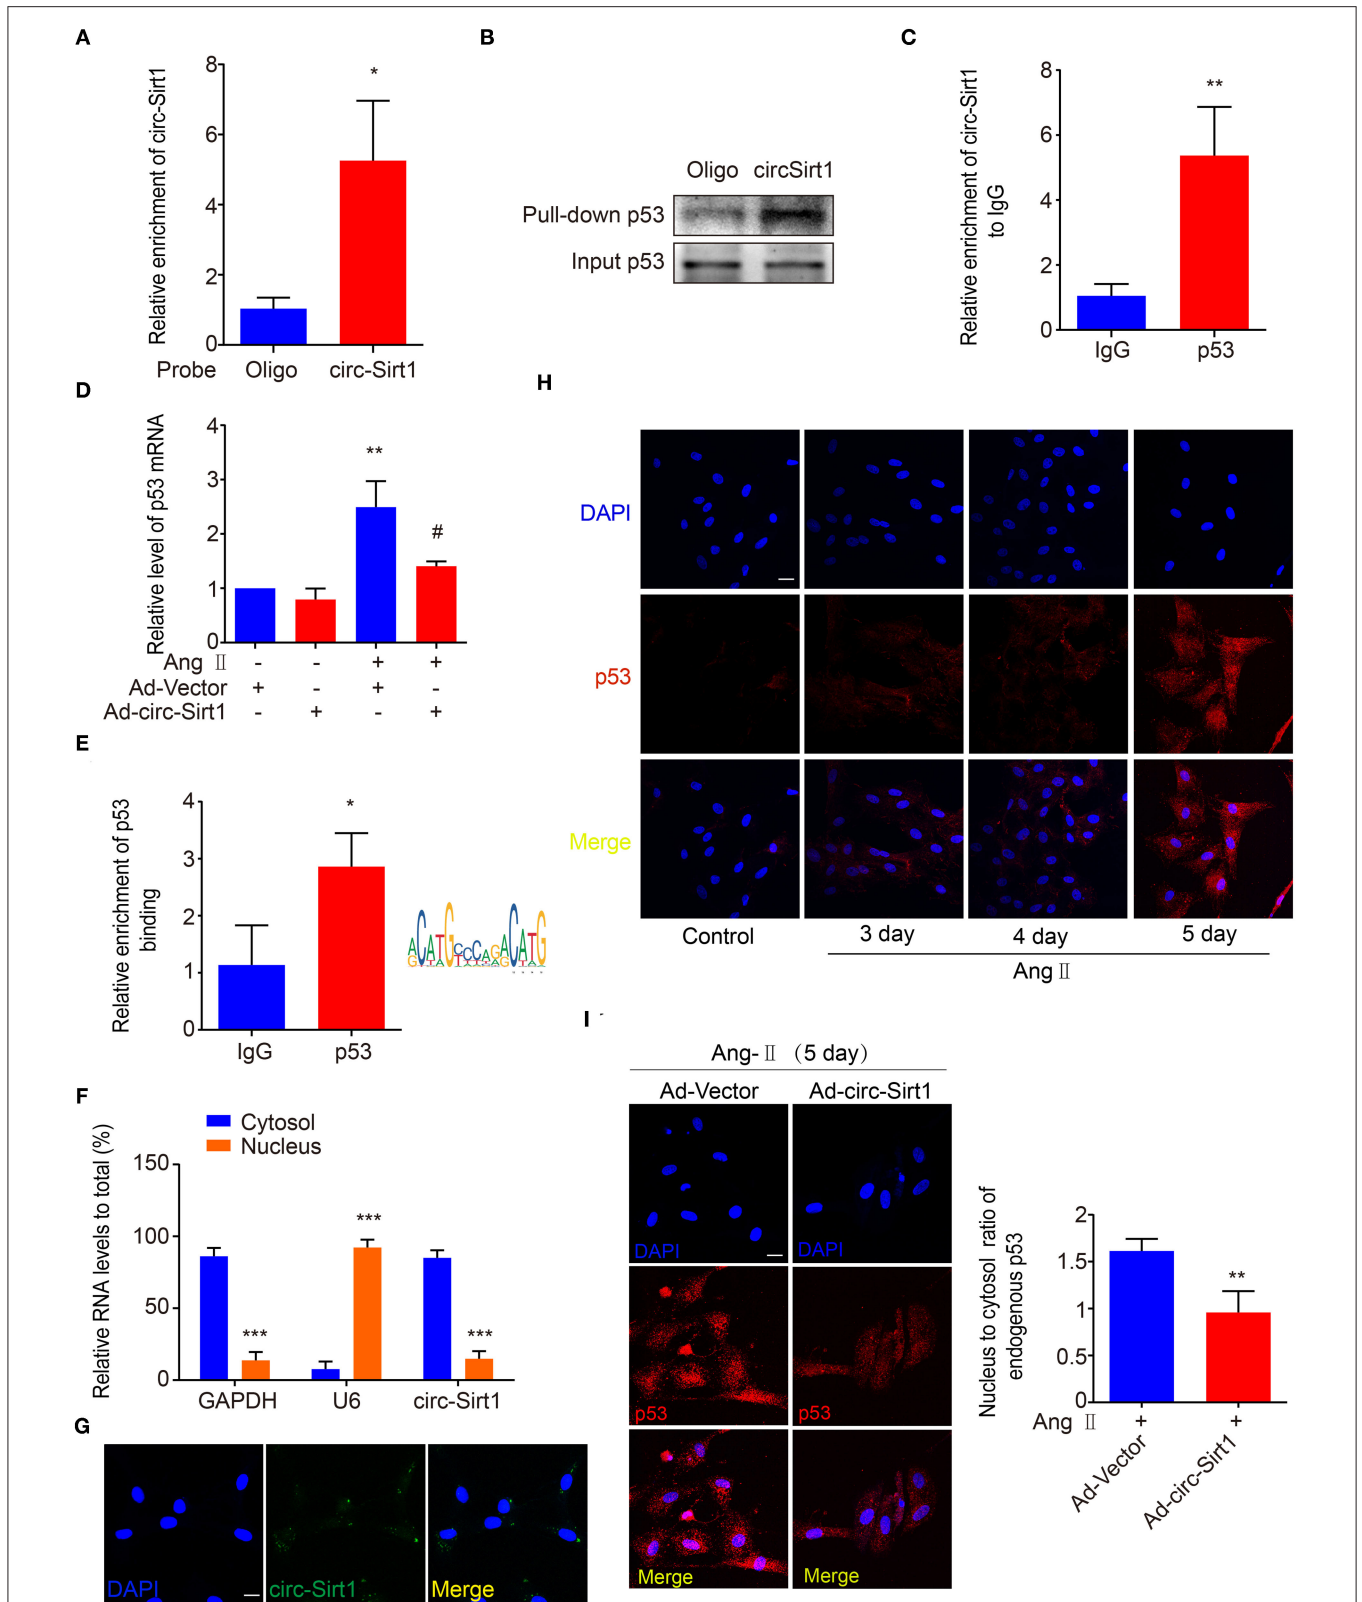 A
Relative enrichment of circ-Sirt1
8
6
4
2
0
*
Probe Oligo circ-Sirt1
B
Oligo circSirt1
Pull-down p53
Input p53
C
Relative enrichment of circ-Sirt1
to IgG
8
6
4
2
0
**
IgG p53
D
Relative level of p53 mRNA
4
3
2
1
0
**
#
Ang Ⅱ - - + +
Ad-Vector + - + -
Ad-circ-Sirt1 - + - +
E
Relative enrichment of p53
binding
4
3
2
1
0
*
IgG p53
F
Cytosol
Nucleus
Relative RNA levels to total (%)
150
100
50
0
*** *** ***
GAPDH U6 circ-Sirt1
G
DAPI circ-Sirt1 Merge
H
DAPI
p53
Merge
Control 3 day 4 day 5 day
Ang Ⅱ
I
Ang-Ⅱ (5 day)
Ad-Vector Ad-circ-Sirt1
DAPI DAPI
p53 p53
Merge Merge
Nucleus to cytosol ratio of
endogenous p53
2
1.5
1
0.5
0
**
Ang Ⅱ + +
Ad-Vector
Ad-circ-Sirt1